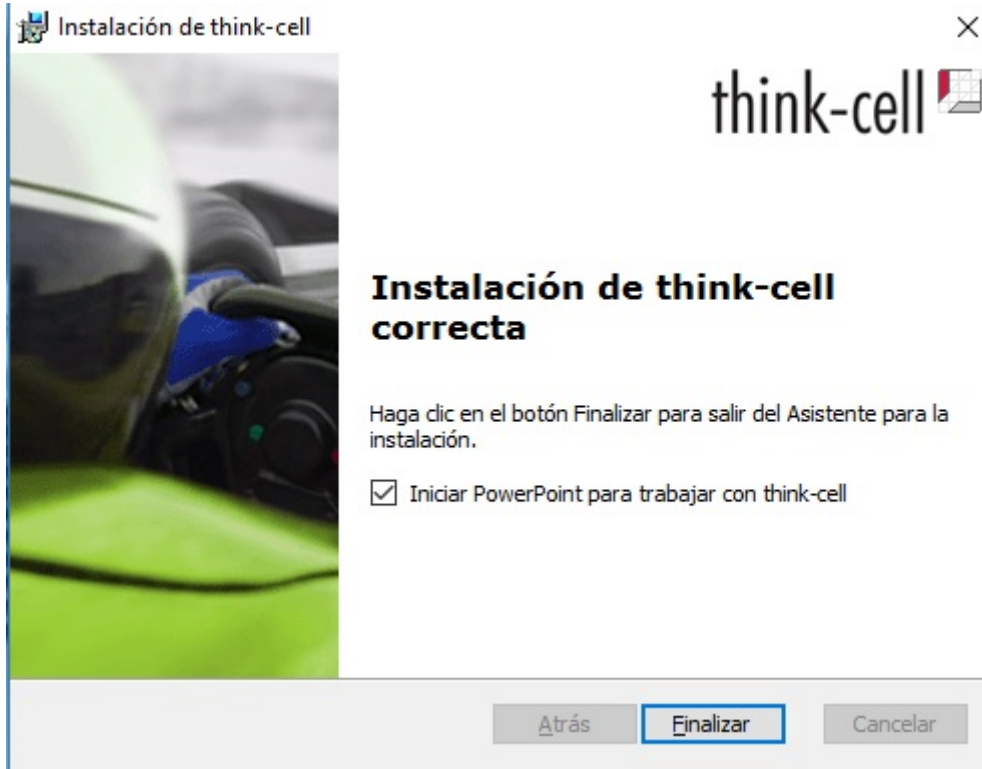 Instalación de think-cell
think-cell
Instalación de think-cell
correcta
Haga clic en el botón Finalizar para salir del Asistente para la
instalación.
Iniciar PowerPoint para trabajar con think-cell
Atrás
Finalizar
Cancelar